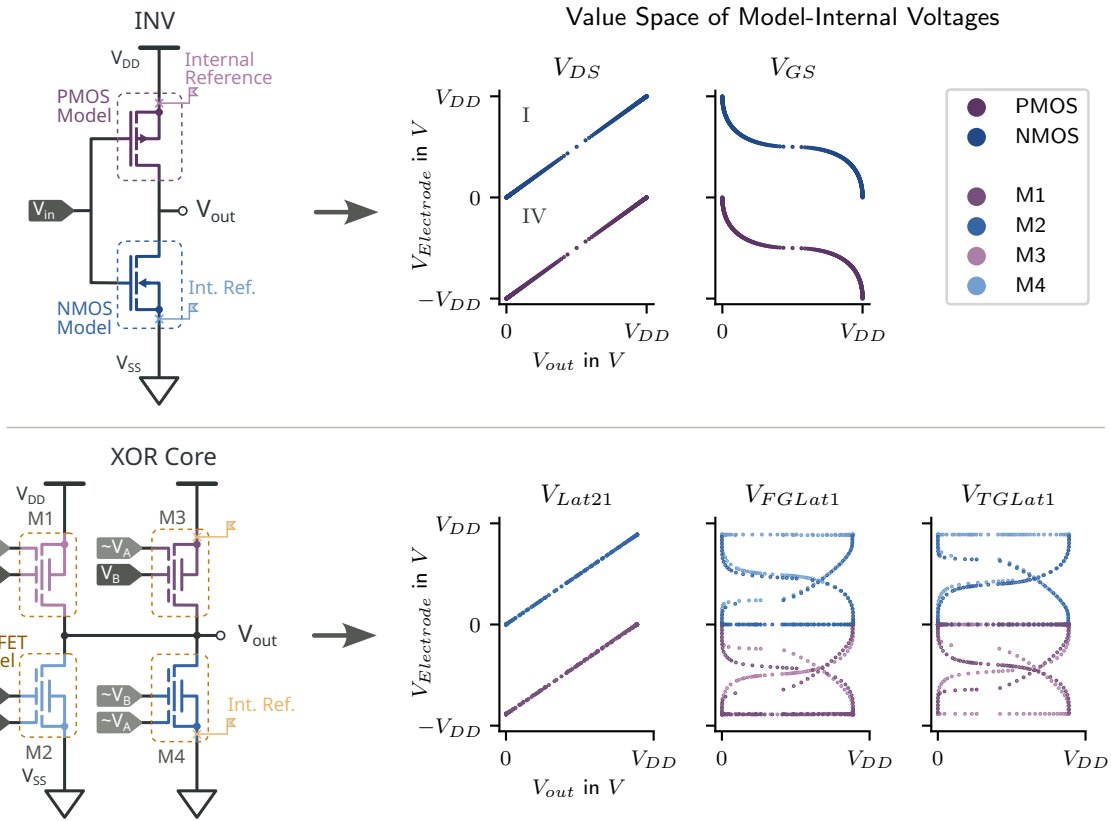 INV
Value Space of Model-Internal Voltages
V_DD
Internal
Reference
PMOS
Model
V_in
V_out
NMOS
Model
Int. Ref.
V_SS
V_DS
V_GS
V_Electrode in V
V_DD
0
−V_DD
I
IV
0
V_DD
V_out in V
0
V_DD
PMOS
NMOS
M1
M2
M3
M4
XOR Core
V_DD
M1
M3
~V_A
V_B
V_out
FET
el
~V_B
~V_A
Int. Ref.
M2
M4
V_SS
V_Lat21
V_FGLat1
V_TGLat1
V_Electrode in V
V_DD
0
−V_DD
0
V_DD
V_out in V
0
V_DD
0
V_DD